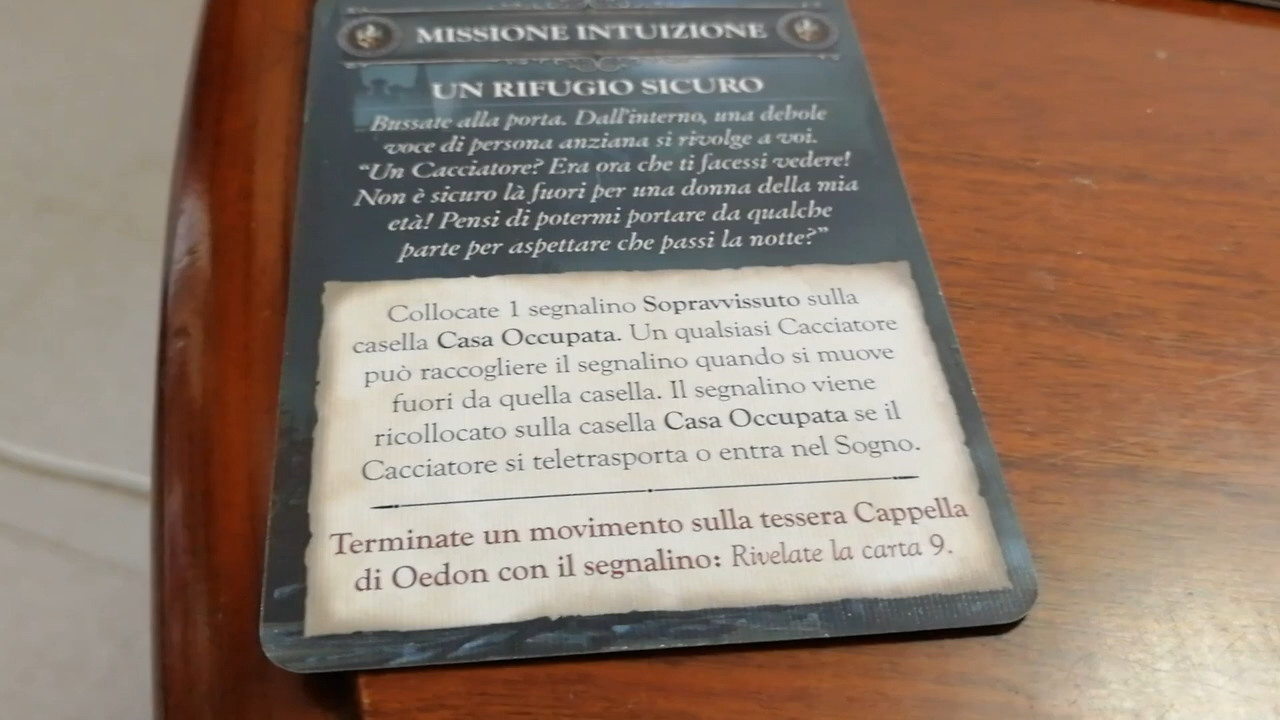 MISSIONE INTUIZIONE
UN RIFUGIO SICURO
Bussate alla porta. Dall'interno, una debole
voce di persona anziana si rivolge a voi.
“Un Cacciatore? Era ora che ti facessi vedere!
Non è sicuro là fuori per una donna della mia
età! Pensi di potermi portare da qualche
parte per aspettare che passi la notte?”
Collocate 1 segnalino Sopravvissuto sulla
casella Casa Occupata. Un qualsiasi Cacciatore
può raccogliere il segnalino quando si muove
fuori da quella casella. Il segnalino viene
ricollocato sulla casella Casa Occupata se il
Cacciatore si teletrasporta o entra nel Sogno.
Terminate un movimento sulla tessera Cappella
di Oedon con il segnalino: Rivelate la carta 9.